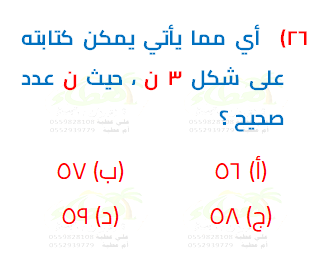 ٢٦) أي مما يأتي يمكن كتابته
على شكل ٣ ن ، حيث ن عدد
صحيح ؟
(أ) ٥٦ (ب) ٥٧
(ج) ٥٨ (د) ٥٩